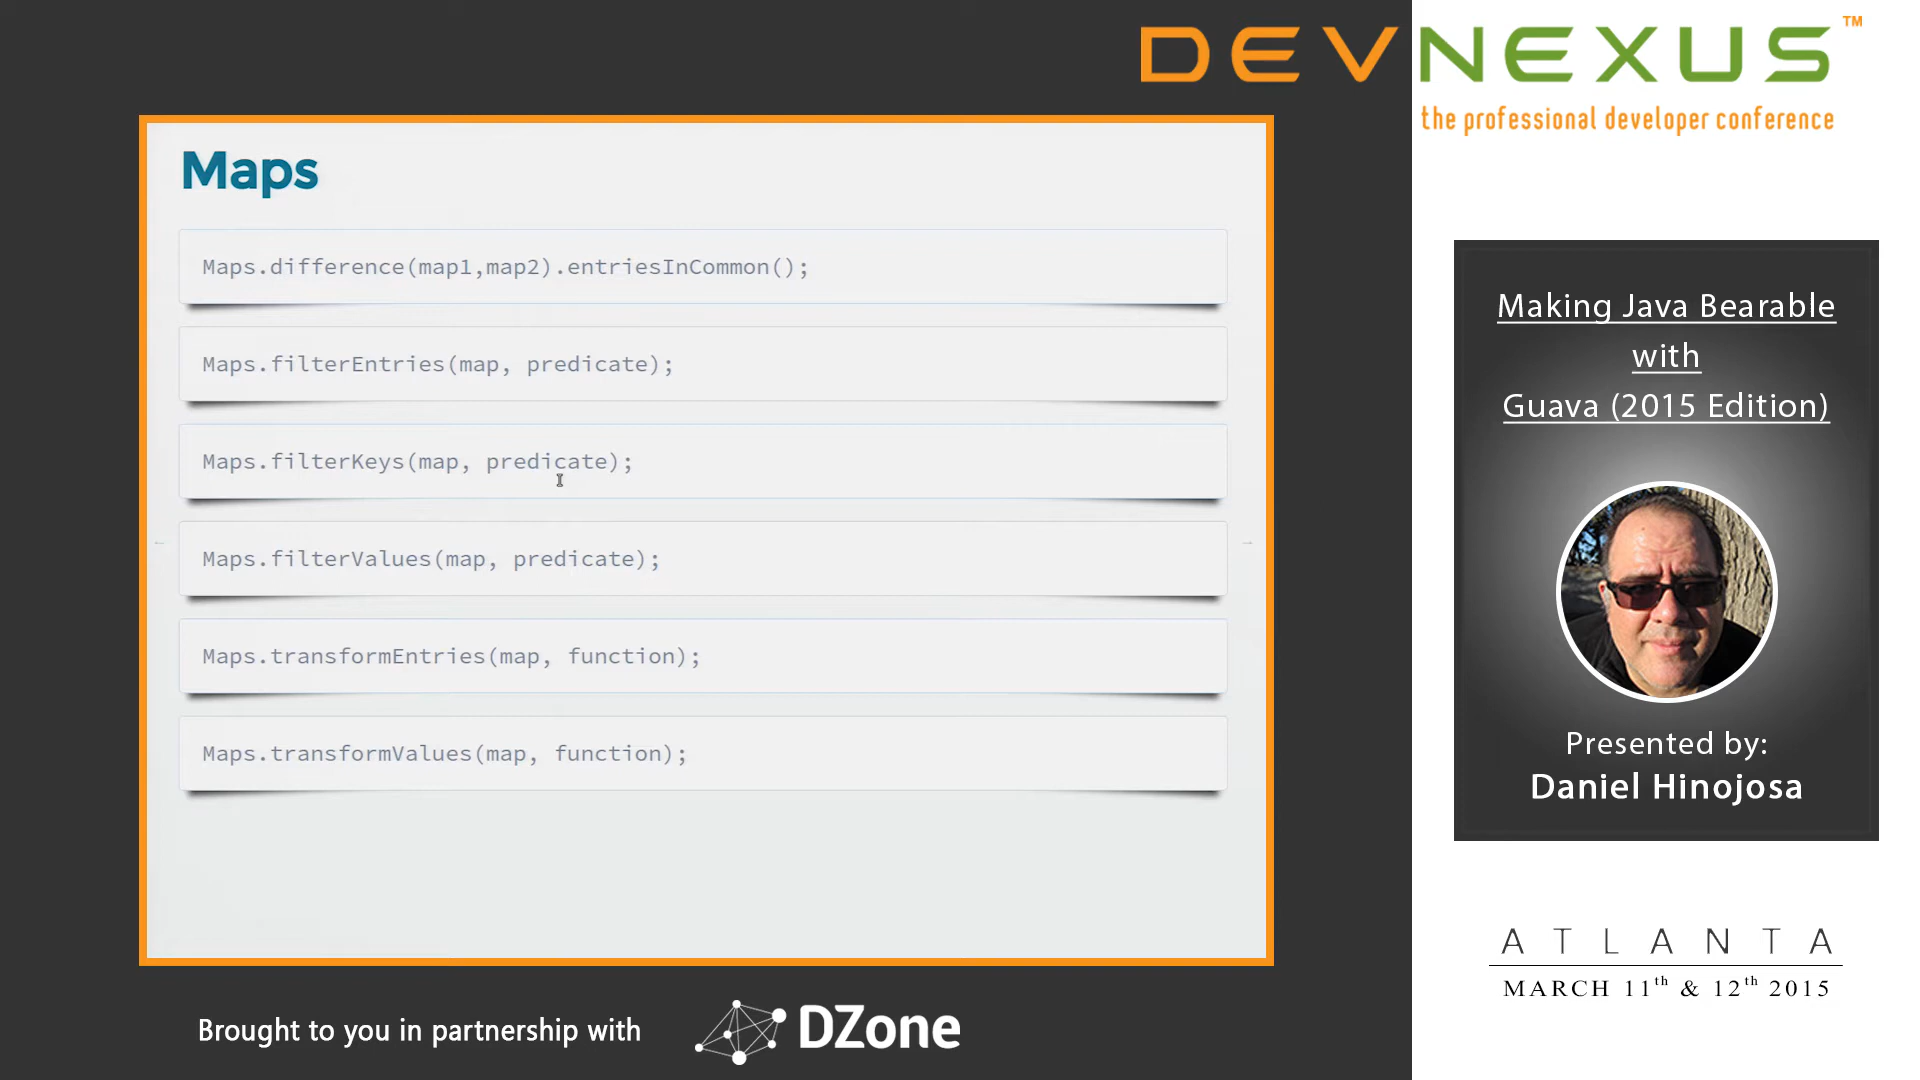 DEVNEXUS™
the professional developer conference
Maps
Maps.difference(map1,map2).entriesInCommon();
Maps.filterEntries(map, predicate);
Maps.filterKeys(map, predicate);
Maps.filterValues(map, predicate);
Maps.transformEntries(map, function);
Maps.transformValues(map, function);
Making Java Bearable
with
Guava (2015 Edition)
Presented by:
Daniel Hinojosa
ATLANTA
MARCH 11th & 12th 2015
Brought to you in partnership with
DZone